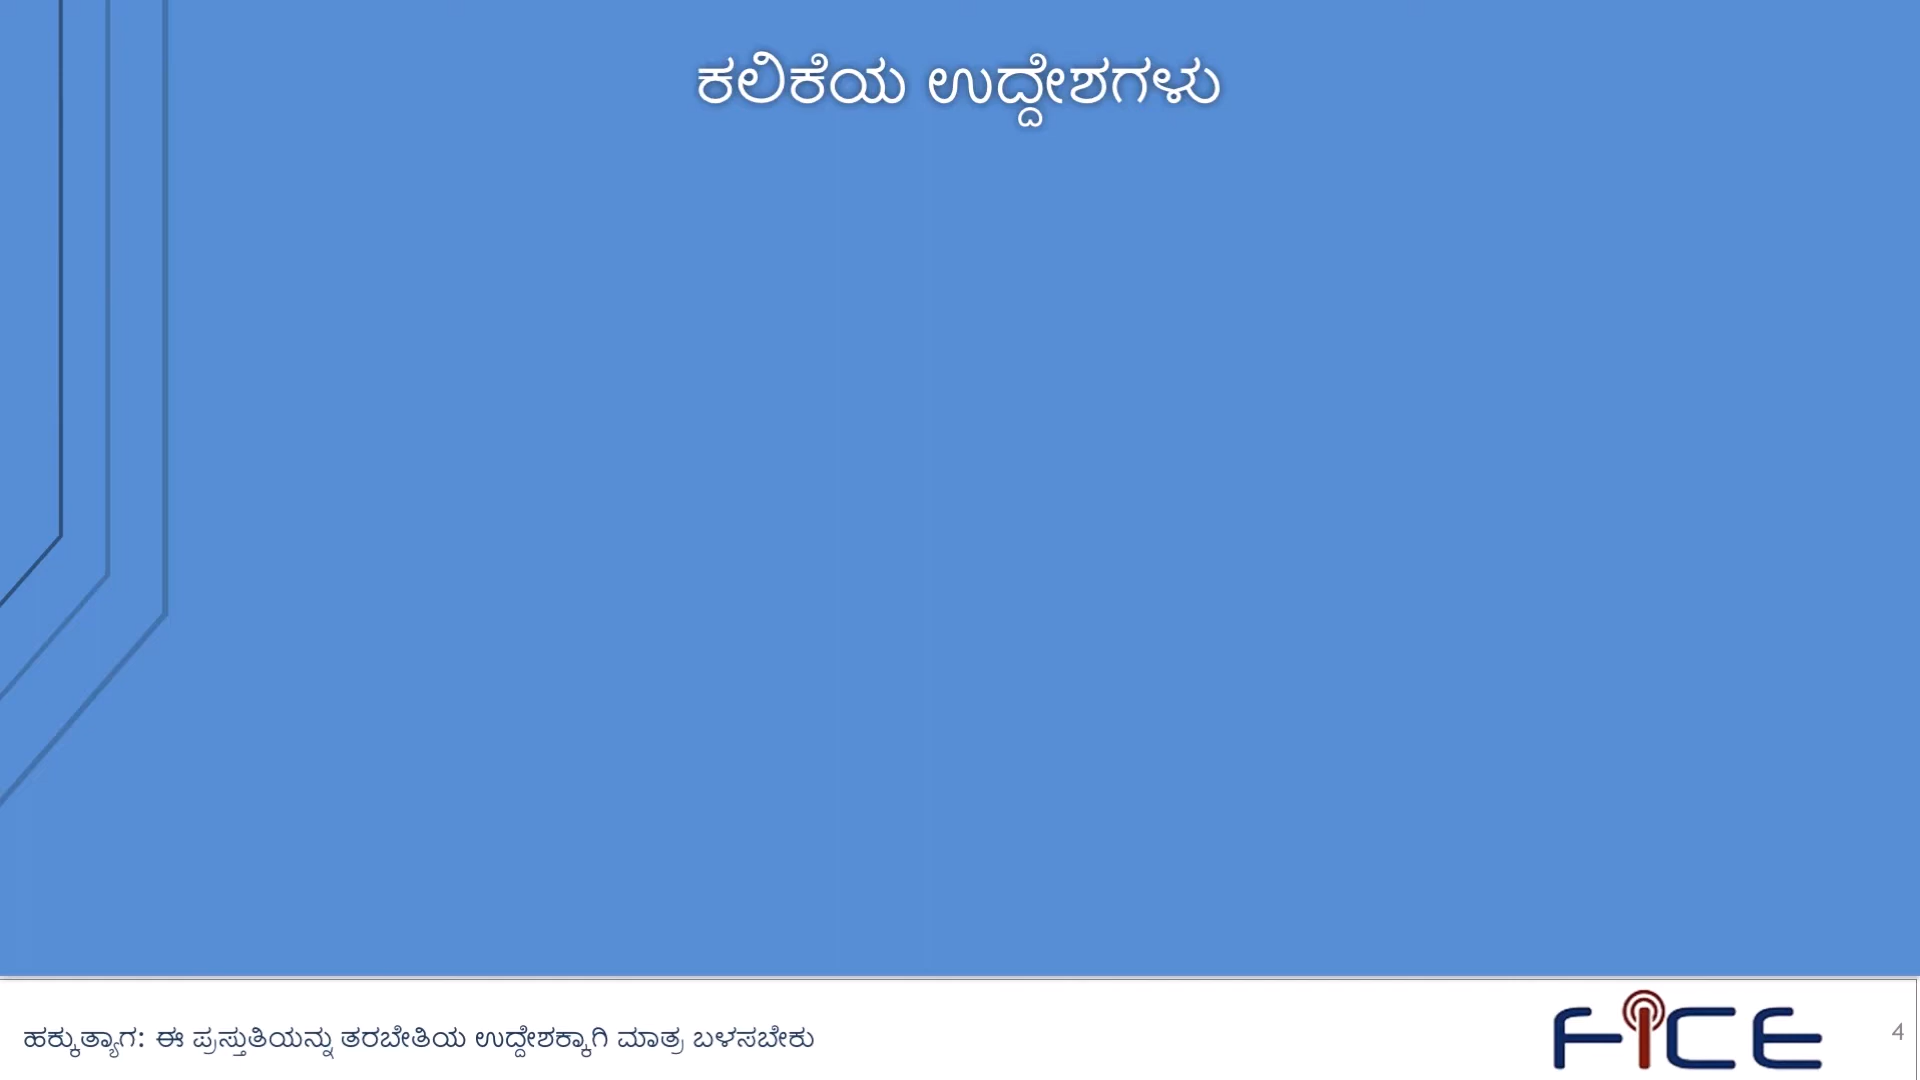 ಕಲಿಕೆಯ ಉದ್ದೇಶಗಳು
ಹಕ್ಕುತ್ಯಾಗ: ಈ ಪ್ರಸ್ತುತಿಯನ್ನು ತರಬೇತಿಯ ಉದ್ದೇಶಕ್ಕಾಗಿ ಮಾತ್ರ ಬಳಸಬೇಕು
FICE
4